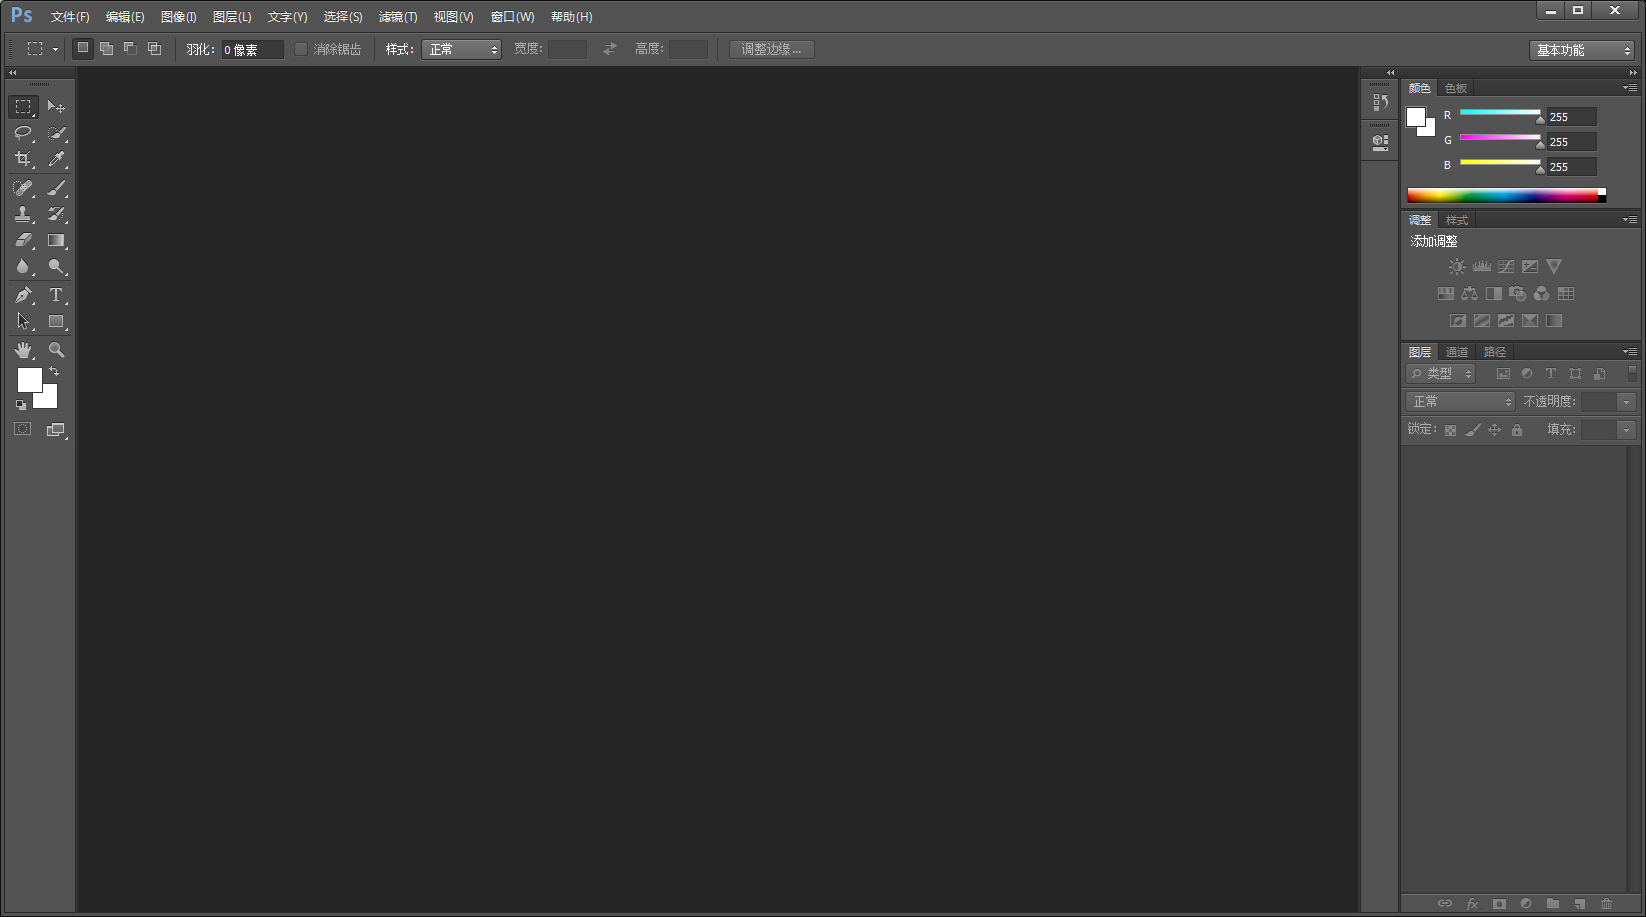 Ps 文件(F) 编辑(E) 图像(I) 图层(L) 文字(Y) 选择(S) 滤镜(T) 视图(V) 窗口(W) 帮助(H)
羽化: 0 像素 消除锯齿 样式: 正常 宽度: 高度: 调整边缘... 基本功能
颜色 色板
R 255
G 255
B 255
调整 样式
添加调整
图层 通道 路径
类型
正常 不透明度:
锁定: 填充:
fx